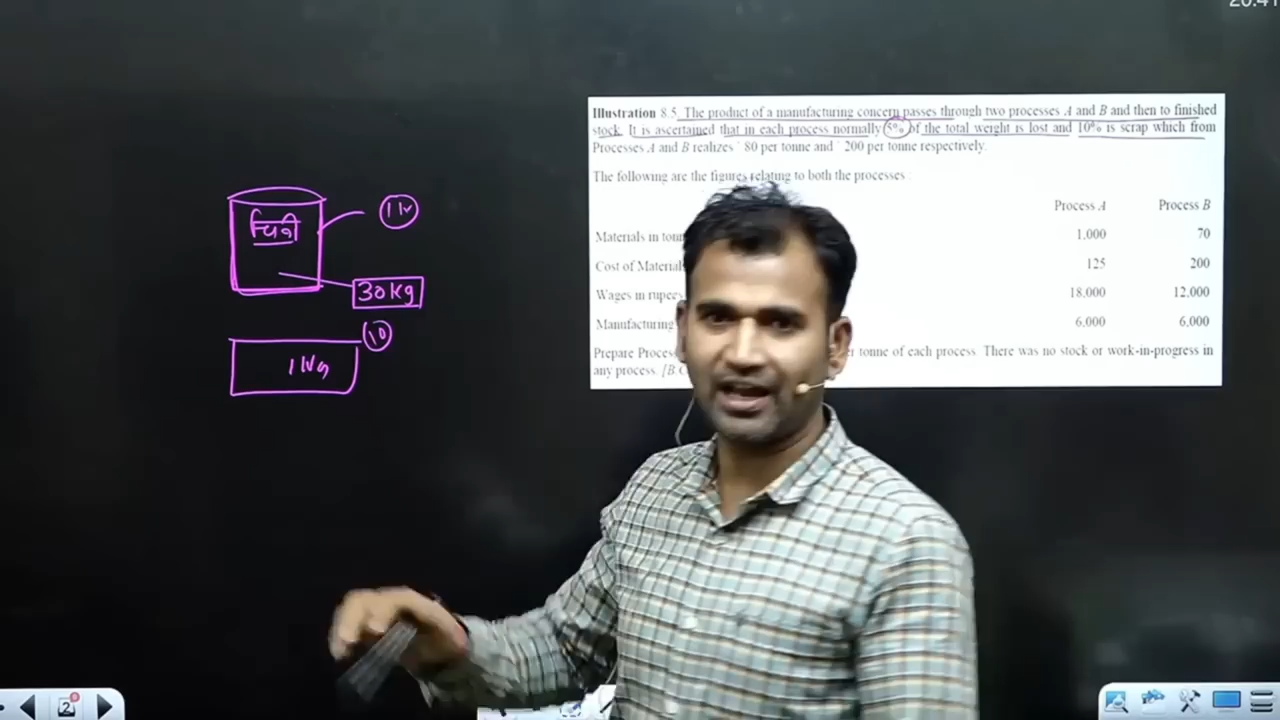 20:41
Illustration 8.5. The product of a manufacturing concern passes through two processes A and B and then to finished
stock. It is ascertained that in each process normally 5% of the total weight is lost and 10% is scrap which from
Processes A and B realizes ` 80 per tonne and ` 200 per tonne respectively.
The following are the figures relating to both the processes :
Process A Process B
Materials in 1,000 70
Cost of Materials 125 200
Wages in rupees 18,000 12,000
Manufacturing 6,000 6,000
Prepare tonne of each process. There was no stock or work-in-progress in
any process.
चिनी
30kg
10
2